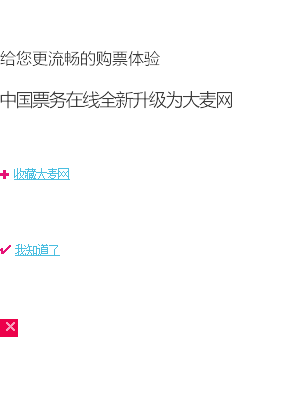 给您更流畅的购票体验
中国票务在线全新升级为大麦网
收藏大麦网
我知道了